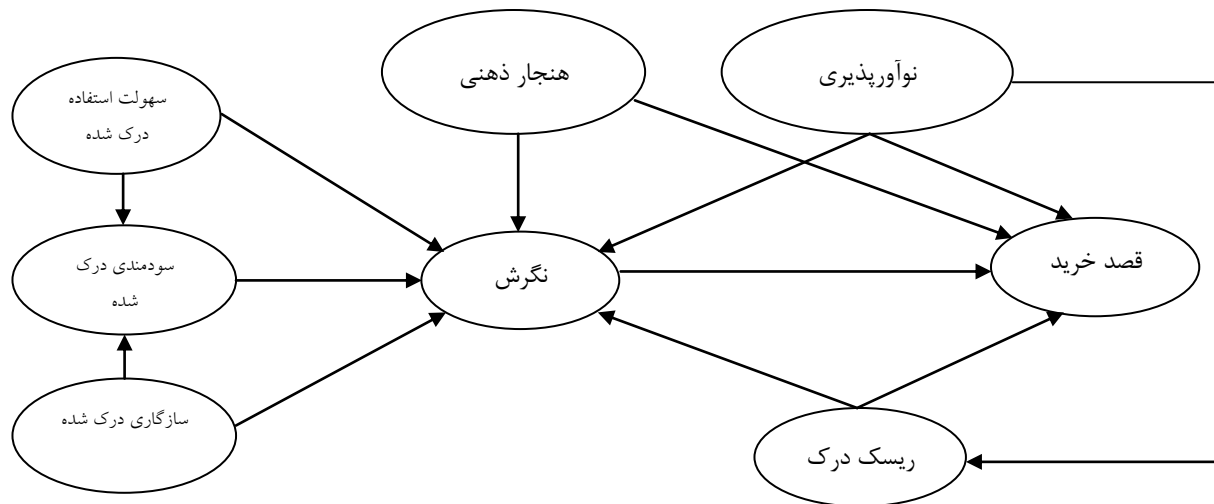 هنجار ذهنی
نوآورپذیری
سهولت استفاده
درک شده
سودمندی درک
شده
نگرش
قصد خرید
سازگاری درک شده
ریسک درک